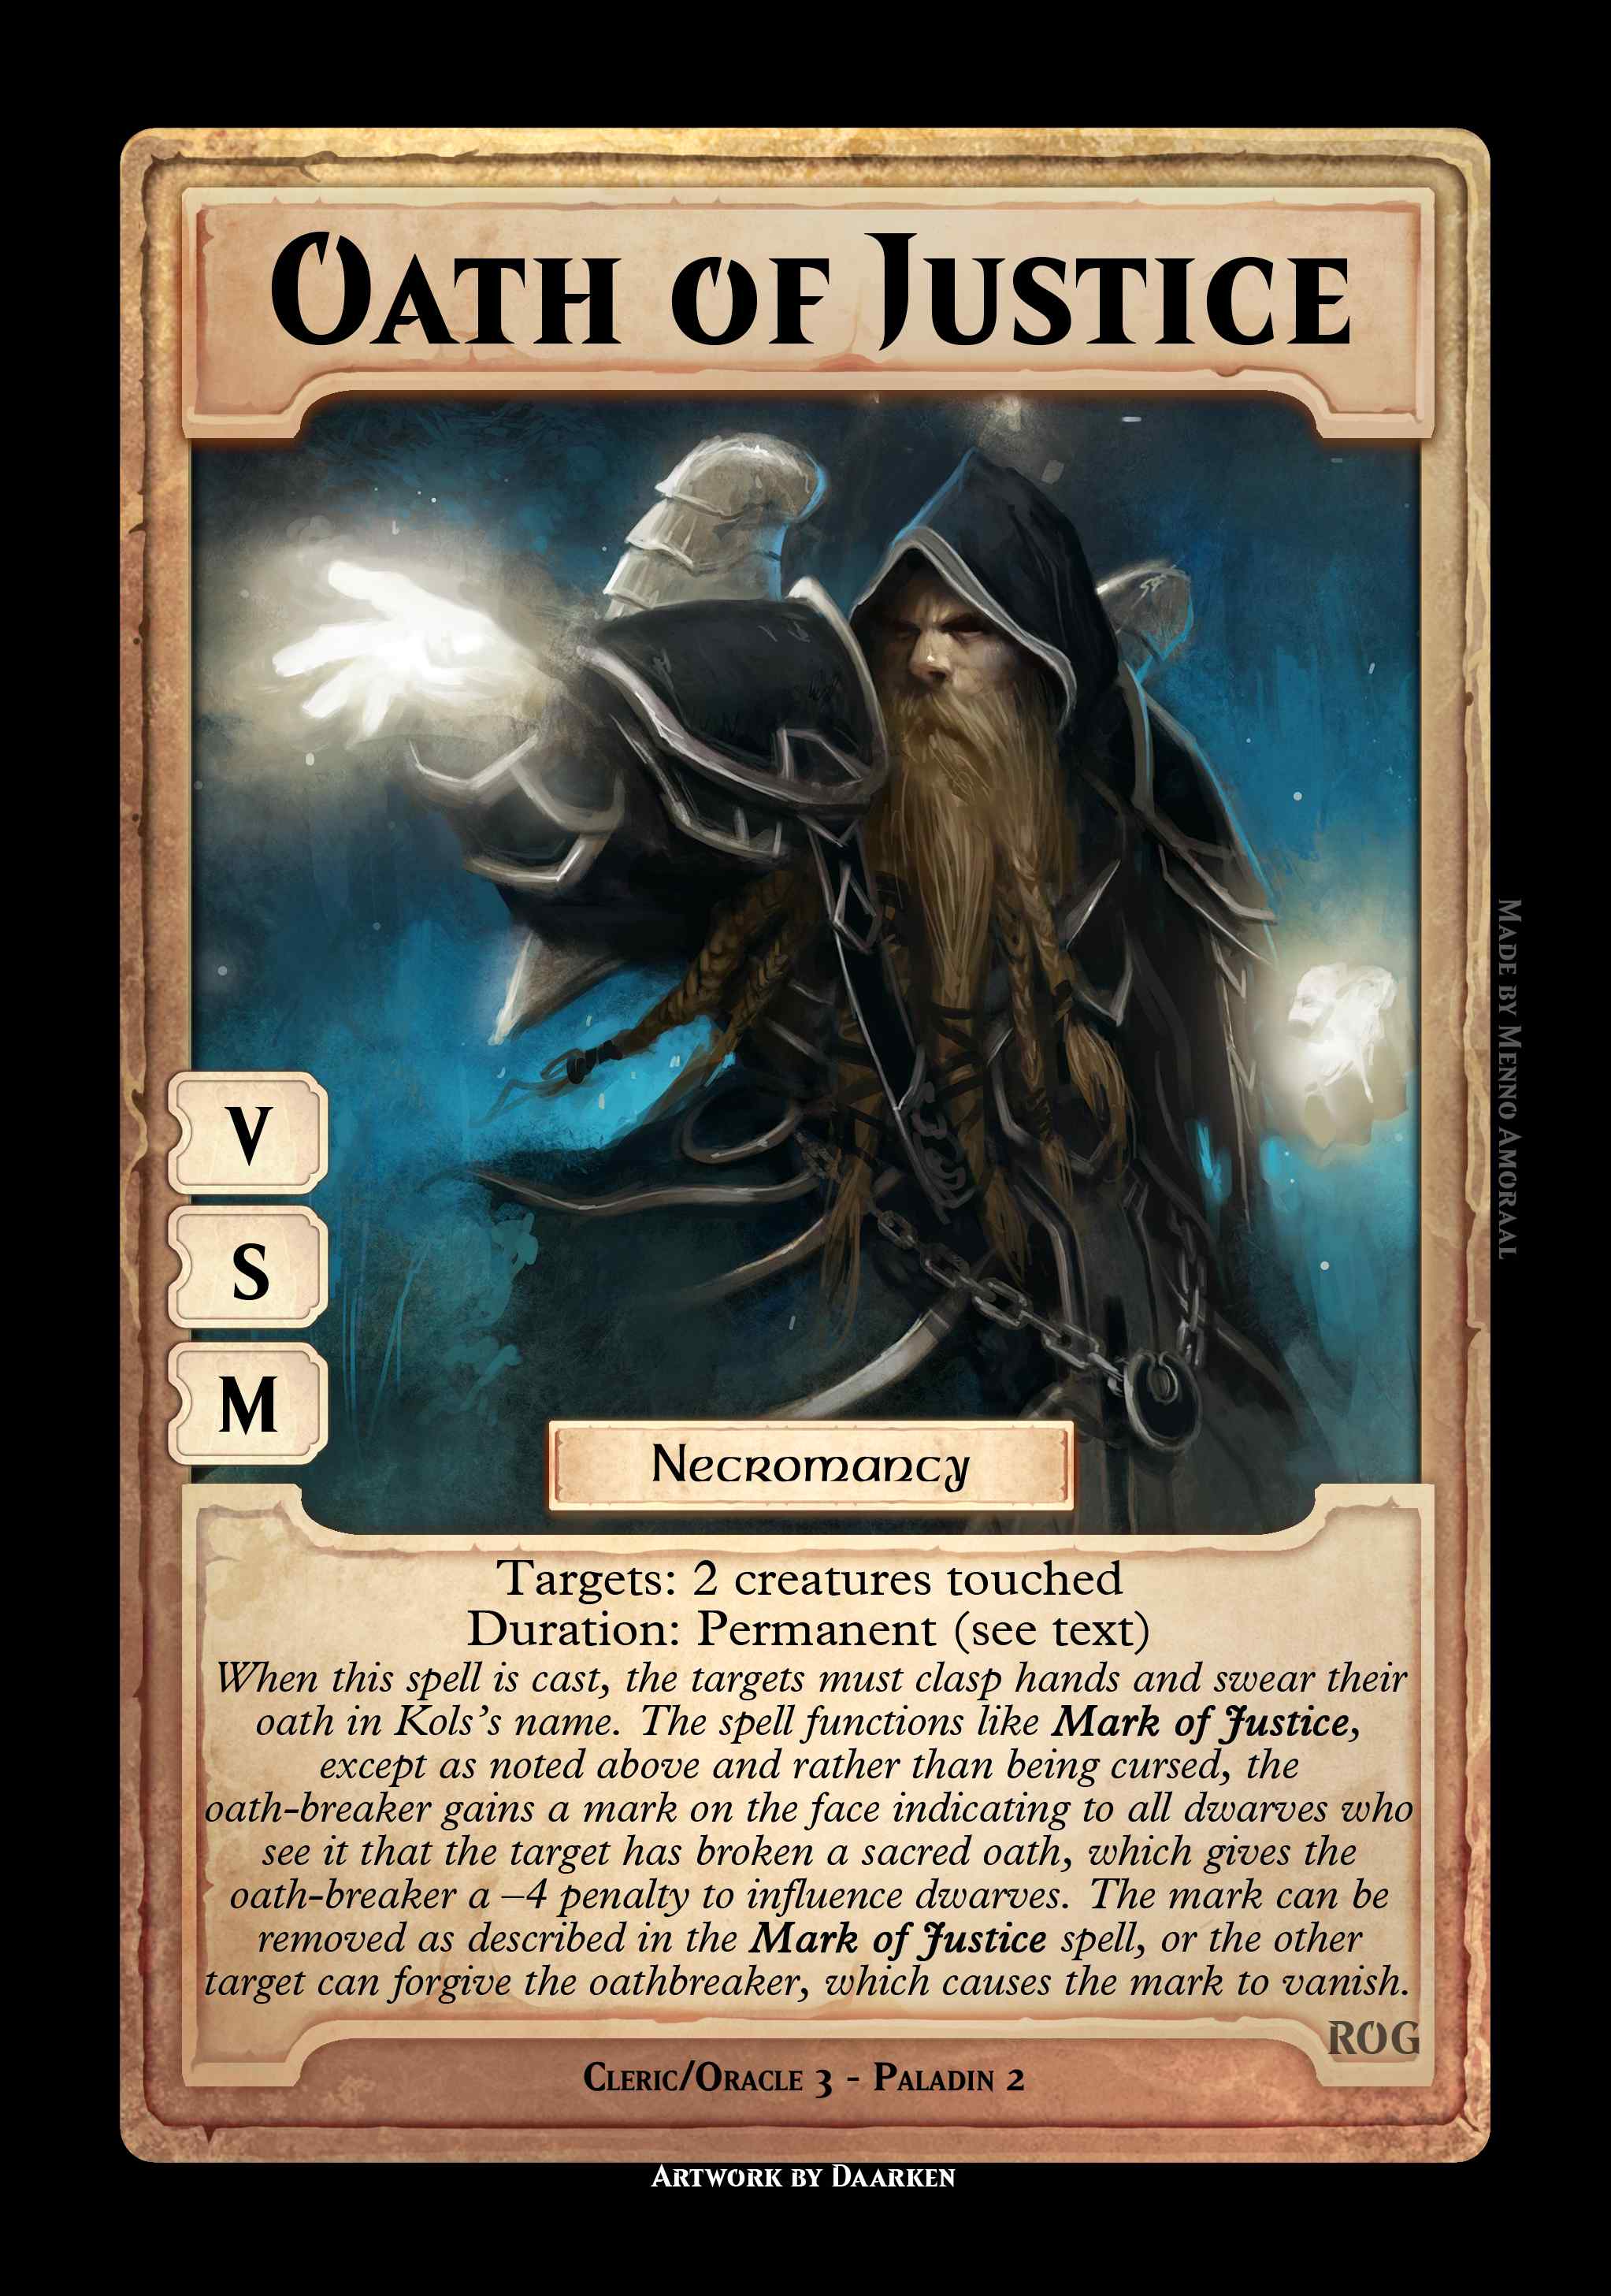 Oath of Justice
V
S
M
Necromancy
Targets: 2 creatures touched
Duration: Permanent (see text)
When this spell is cast, the targets must clasp hands and swear their
oath in Kols's name. The spell functions like Mark of Justice,
except as noted above and rather than being cursed, the
oath-breaker gains a mark on the face indicating to all dwarves who
see it that the target has broken a sacred oath, which gives the
oath-breaker a –4 penalty to influence dwarves. The mark can be
removed as described in the Mark of Justice spell, or the other
target can forgive the oathbreaker, which causes the mark to vanish.
ROG
Cleric/Oracle 3 - Paladin 2
Artwork by Daarken
Made by Menno Amoraal